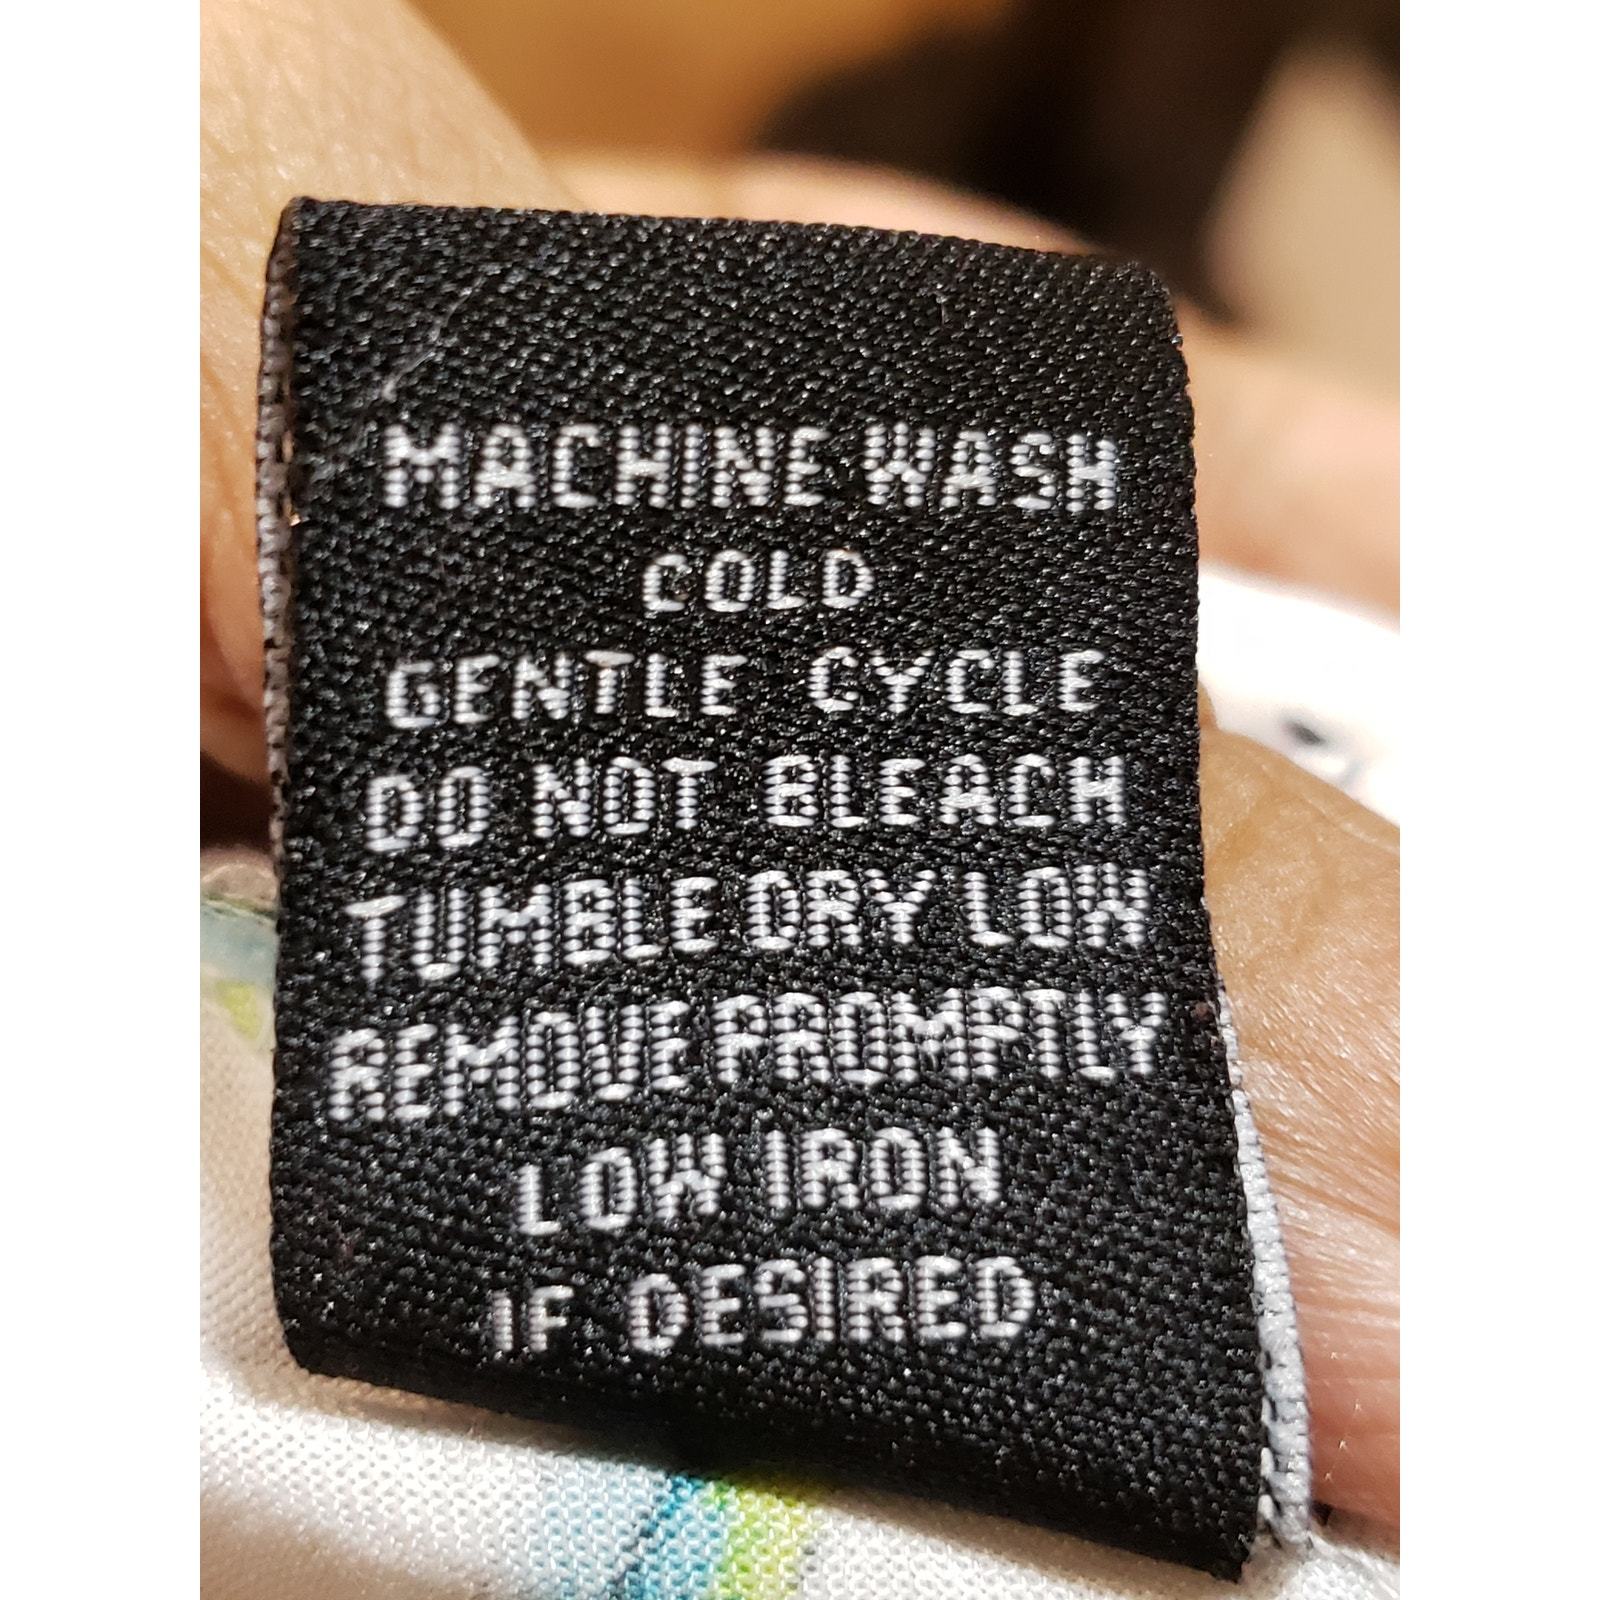 MACHINE WASH
COLD
GENTLE CYCLE
DO NOT BLEACH
TUMBLE DRY LOW
REMOVE PROMPTLY
LOW IRON
IF DESIRED